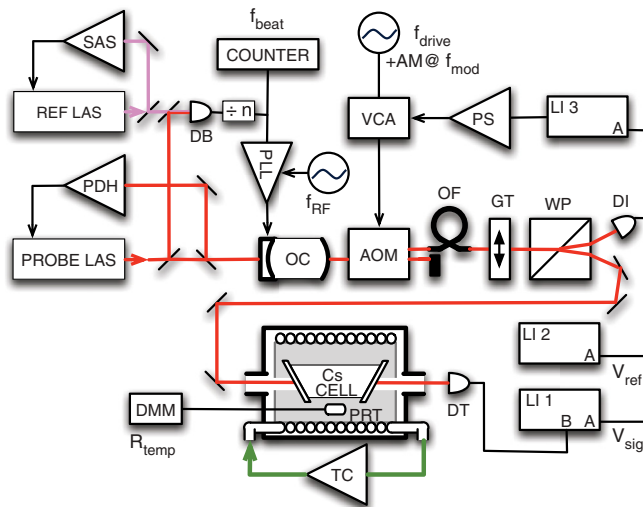 SAS
REF LAS
f_beat
COUNTER
DB
÷ n
f_drive
+AM@ f_mod
VCA
PS
LI 3
A
PLL
f_RF
PDH
PROBE LAS
OC
AOM
OF
GT
WP
DI
LI 2
A
V_ref
Cs
CELL
PRT
DT
LI 1
B A
V_sig
DMM
R_temp
TC